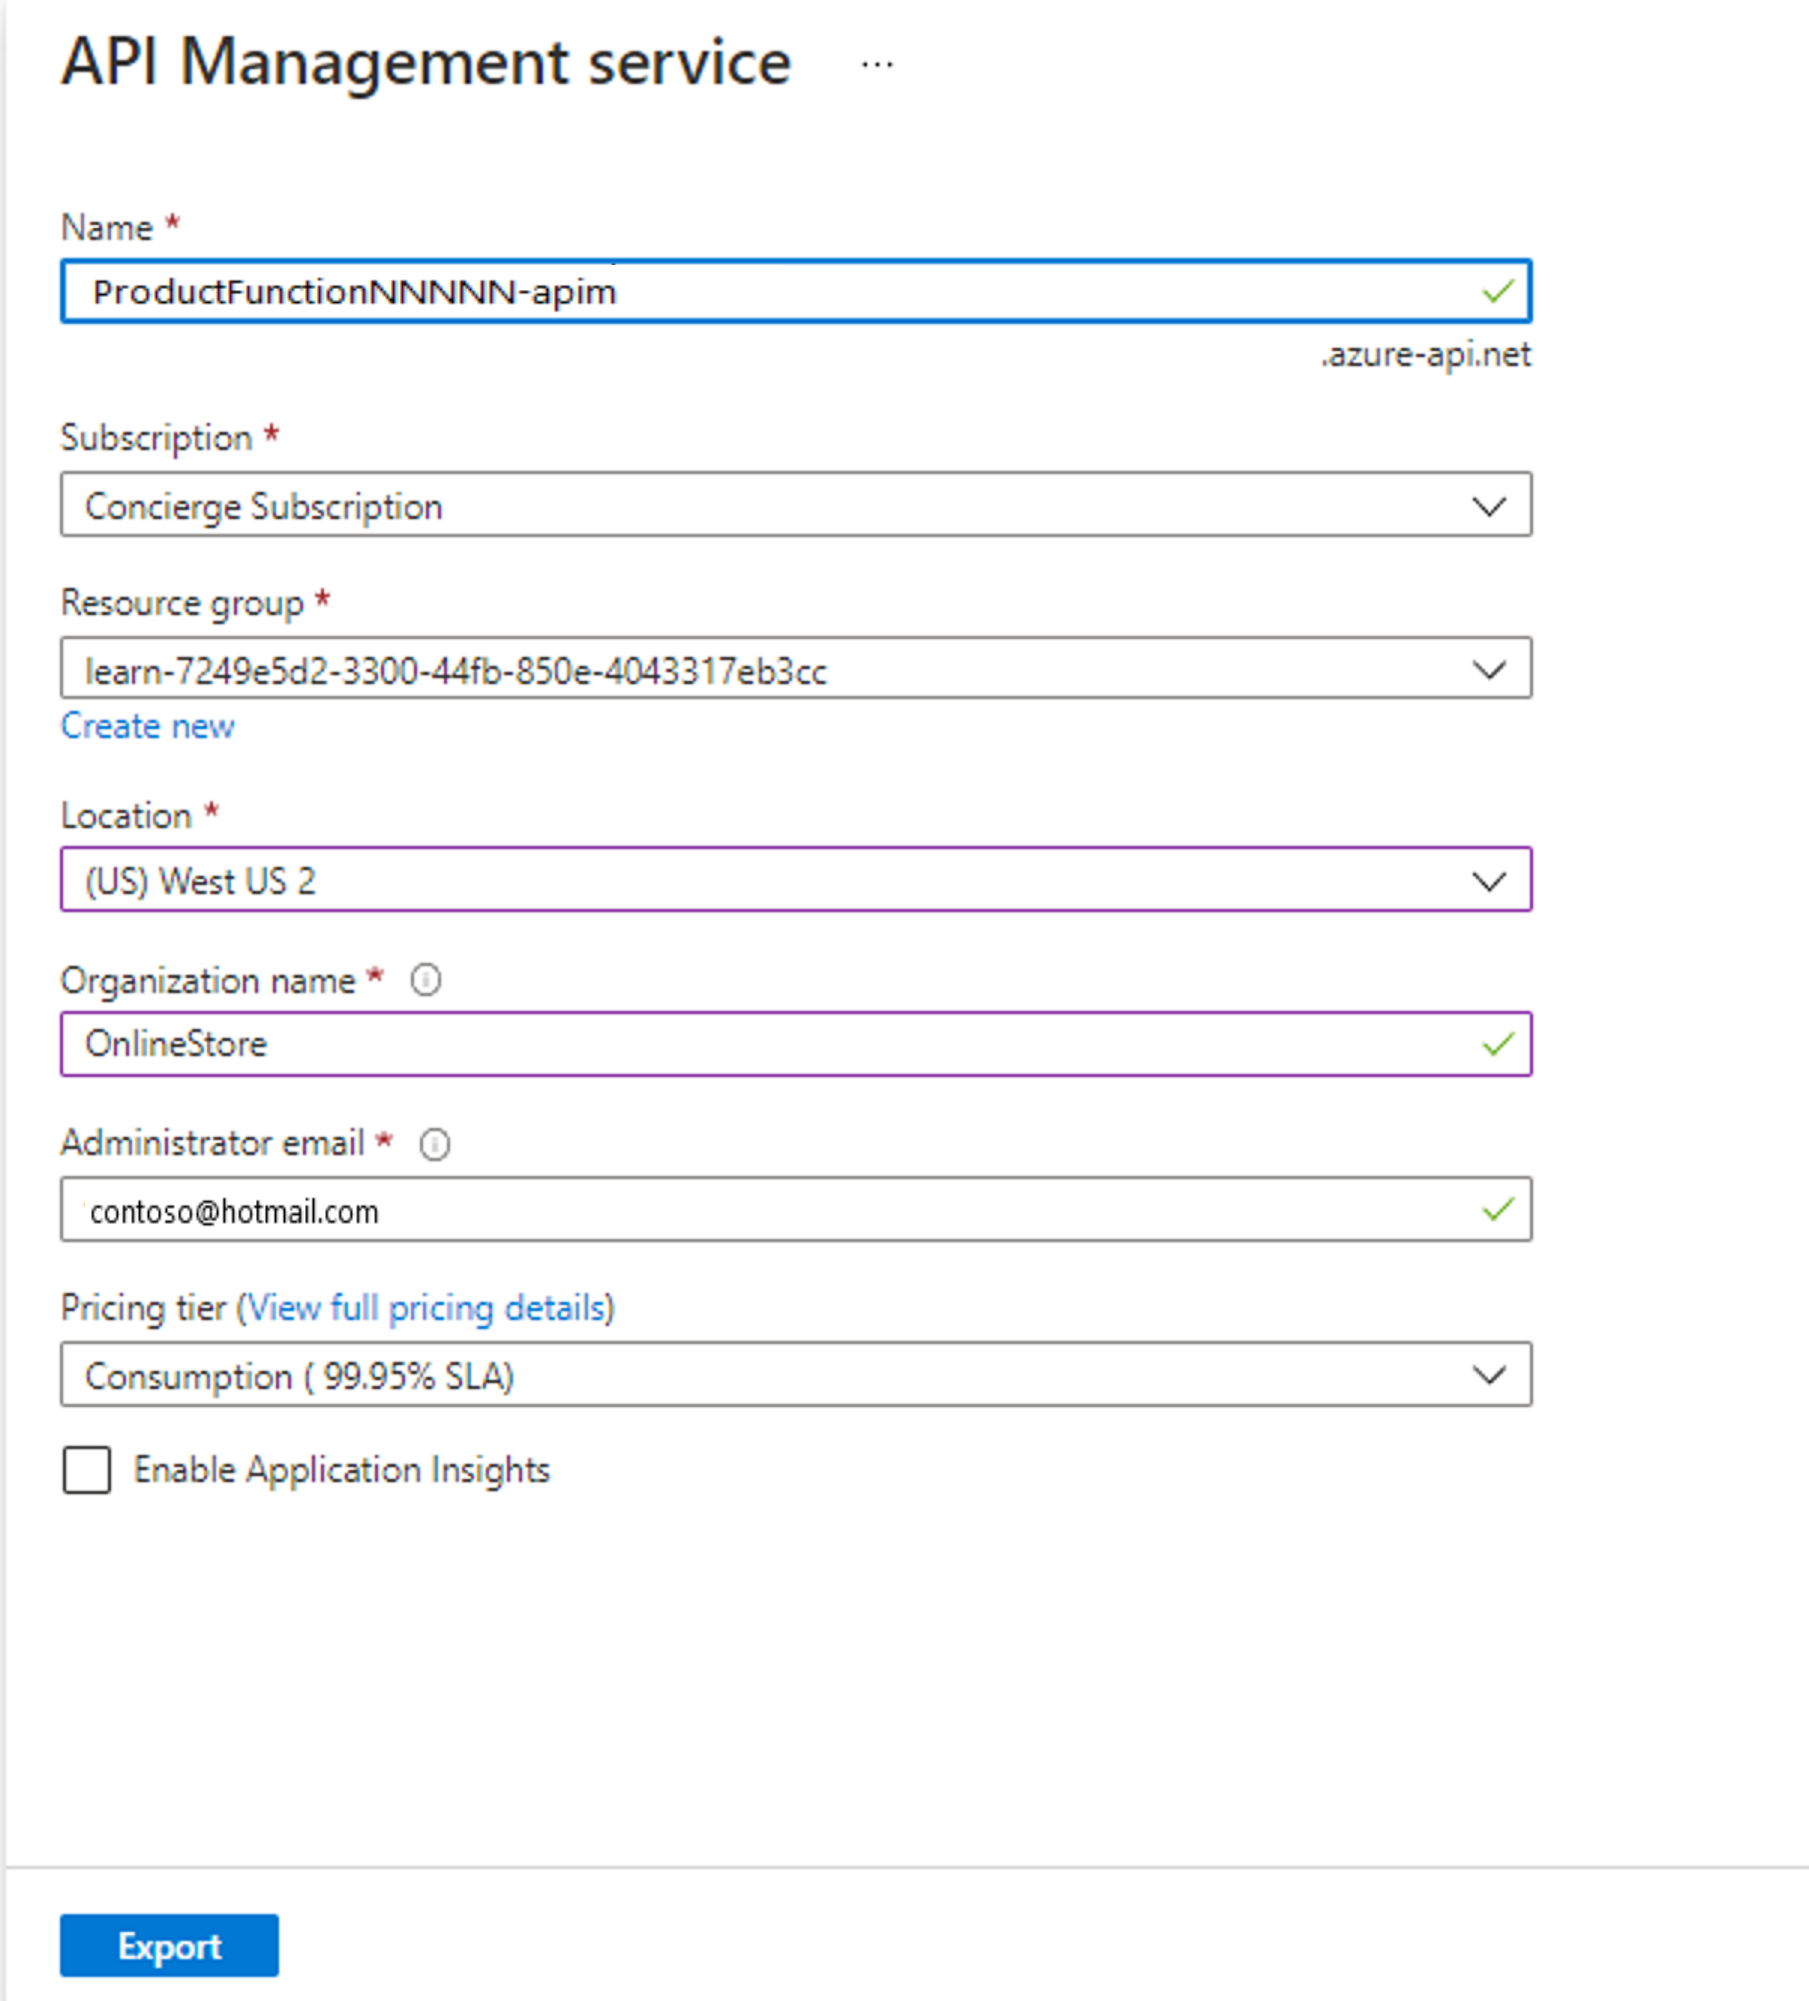 API Management service ...
Name *
ProductFunctionNNNNN-apim
.azure-api.net
Subscription *
Concierge Subscription
Resource group *
learn-7249e5d2-3300-44fb-850e-4043317eb3cc
Create new
Location *
(US) West US 2
Organization name *
OnlineStore
Administrator email *
contoso@hotmail.com
Pricing tier (View full pricing details)
Consumption ( 99.95% SLA)
Enable Application Insights
Export